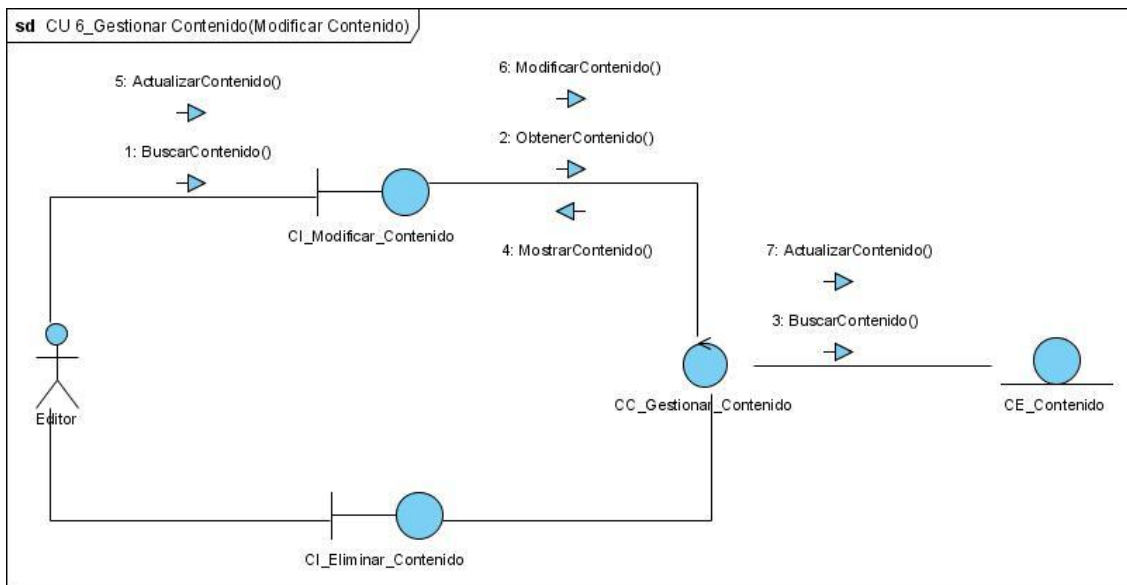 sd CU 6_Gestionar Contenido(Modificar Contenido)
5: ActualizarContenido()
6: ModificarContenido()
1: BuscarContenido()
2: ObtenerContenido()
CI_Modificar_Contenido
4: MostrarContenido()
7: ActualizarContenido()
3: BuscarContenido()
Editor
CC_Gestionar_Contenido
CE_Contenido
CI_Eliminar_Contenido